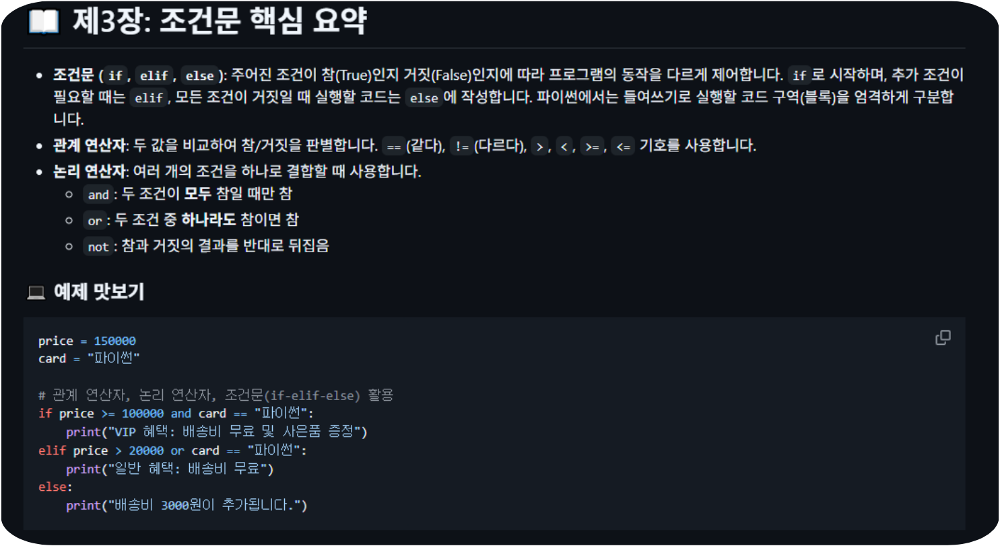 📖 제3장: 조건문 핵심 요약
조건문 ( if , elif , else ): 주어진 조건이 참(True)인지 거짓(False)인지에 따라 프로그램의 동작을 다르게 제어합니다. if 로 시작하며, 추가 조건이
필요할 때는 elif , 모든 조건이 거짓일 때 실행할 코드는 else 에 작성합니다. 파이썬에서는 들여쓰기로 실행할 코드 구역(블록)을 엄격하게 구분합
니다.
관계 연산자: 두 값을 비교하여 참/거짓을 판별합니다. == (같다), != (다르다), > , < , >= , <= 기호를 사용합니다.
논리 연산자: 여러 개의 조건을 하나로 결합할 때 사용합니다.
and : 두 조건이 모두 참일 때만 참
or : 두 조건 중 하나라도 참이면 참
not : 참과 거짓의 결과를 반대로 뒤집음
💻 예제 맛보기
price = 150000
card = "파이썬"
# 관계 연산자, 논리 연산자, 조건문(if-elif-else) 활용
if price >= 100000 and card == "파이썬":
    print("VIP 혜택: 배송비 무료 및 사은품 증정")
elif price > 20000 or card == "파이썬":
    print("일반 혜택: 배송비 무료")
else:
    print("배송비 3000원이 추가됩니다.")